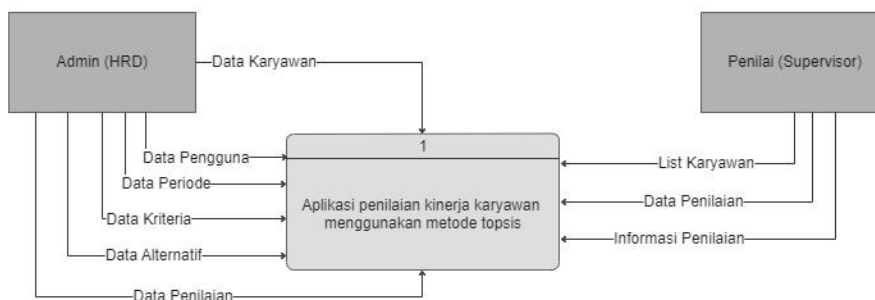 Admin (HRD)
Data Karyawan
Penilai (Supervisor)
1
Data Pengguna
List Karyawan
Data Periode
Aplikasi penilaian kinerja karyawan
menggunakan metode topsis
Data Penilaian
Data Kriteria
Informasi Penilaian
Data Alternatif
Data Penilaian